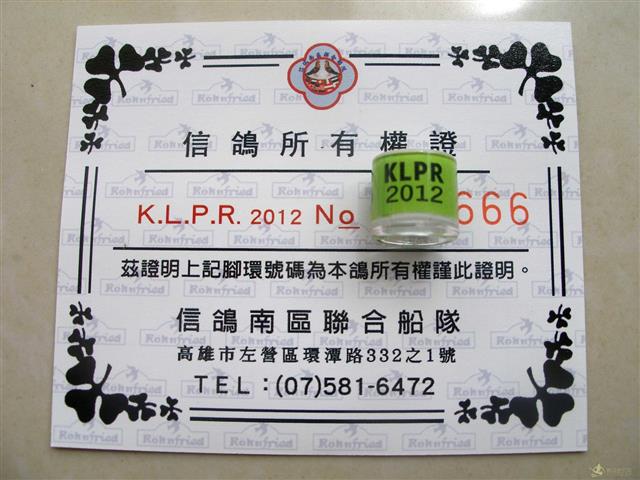 信鴿所有權證
K.L.P.R. 2012 No 666
KLPR
2012
茲證明上記腳環號碼為本鴿所有權謹此證明。
信鴿南區聯合船隊
高雄市左營區環潭路332之1號
TEL：(07)581-6472
Rohnfried